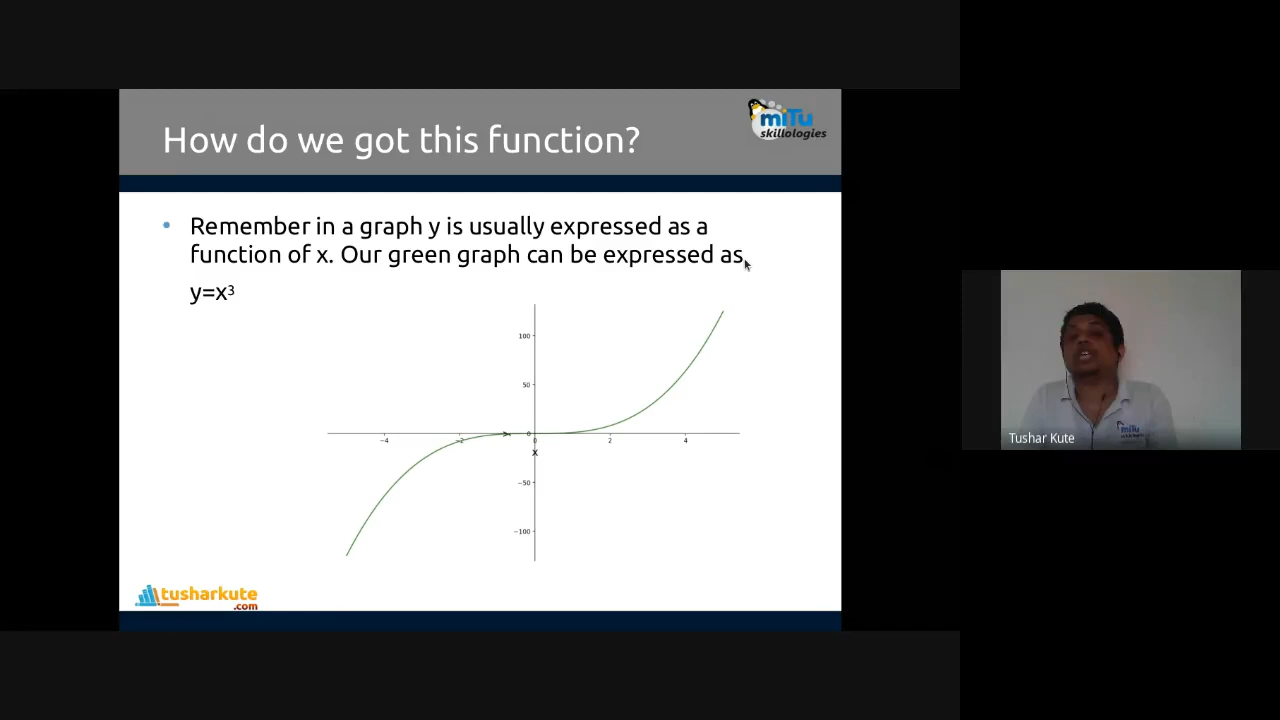 How do we got this function?
miTu
skillologies
Remember in a graph y is usually expressed as a
function of x. Our green graph can be expressed as
y=x³
100
50
−4
−2
0
0
2
4
x
−50
−100
tusharkute
.com
miTu
Tushar Kute